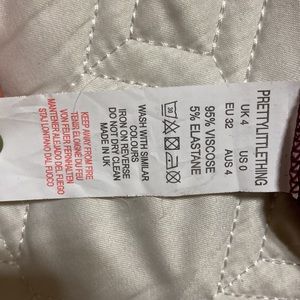 PRETTYLITTLETHING
UK 4 US 0
EU 32 AUS 4
95% VISCOSE
5% ELASTANE
30
WASH WITH SIMILAR
COLOURS
IRON ON REVERSE
DO NOT DRY CLEAN
MADE IN UK
KEEP AWAY FROM FIRE
TENIR ELOIGNE DU FEU
VON FEUER FERNHALTEN
MANTENER ALEJADO DEL FUEGO
STAI LONTANO DAL FUOCO